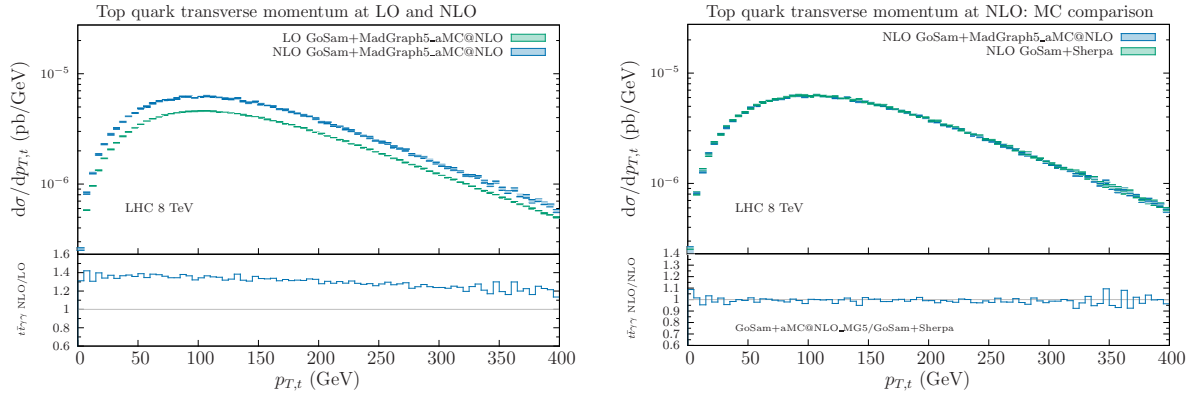 Top quark transverse momentum at LO and NLO
LO GoSam+MadGraph5_aMC@NLO
NLO GoSam+MadGraph5_aMC@NLO
dσ/dp_{T,t} (pb/GeV)
10⁻⁵
10⁻⁶
LHC 8 TeV
tt̄γγ NLO/LO
1.6
1.4
1.2
1
0.8
0.6
0 50 100 150 200 250 300 350 400
p_{T,t} (GeV)
Top quark transverse momentum at NLO: MC comparison
NLO GoSam+MadGraph5_aMC@NLO
NLO GoSam+Sherpa
dσ/dp_{T,t} (pb/GeV)
10⁻⁵
10⁻⁶
LHC 8 TeV
tt̄γγ NLO/NLO
1.4
1.3
1.2
1.1
1
0.9
0.8
0.7
0.6
GoSam+aMC@NLO_MG5/GoSam+Sherpa
0 50 100 150 200 250 300 350 400
p_{T,t} (GeV)